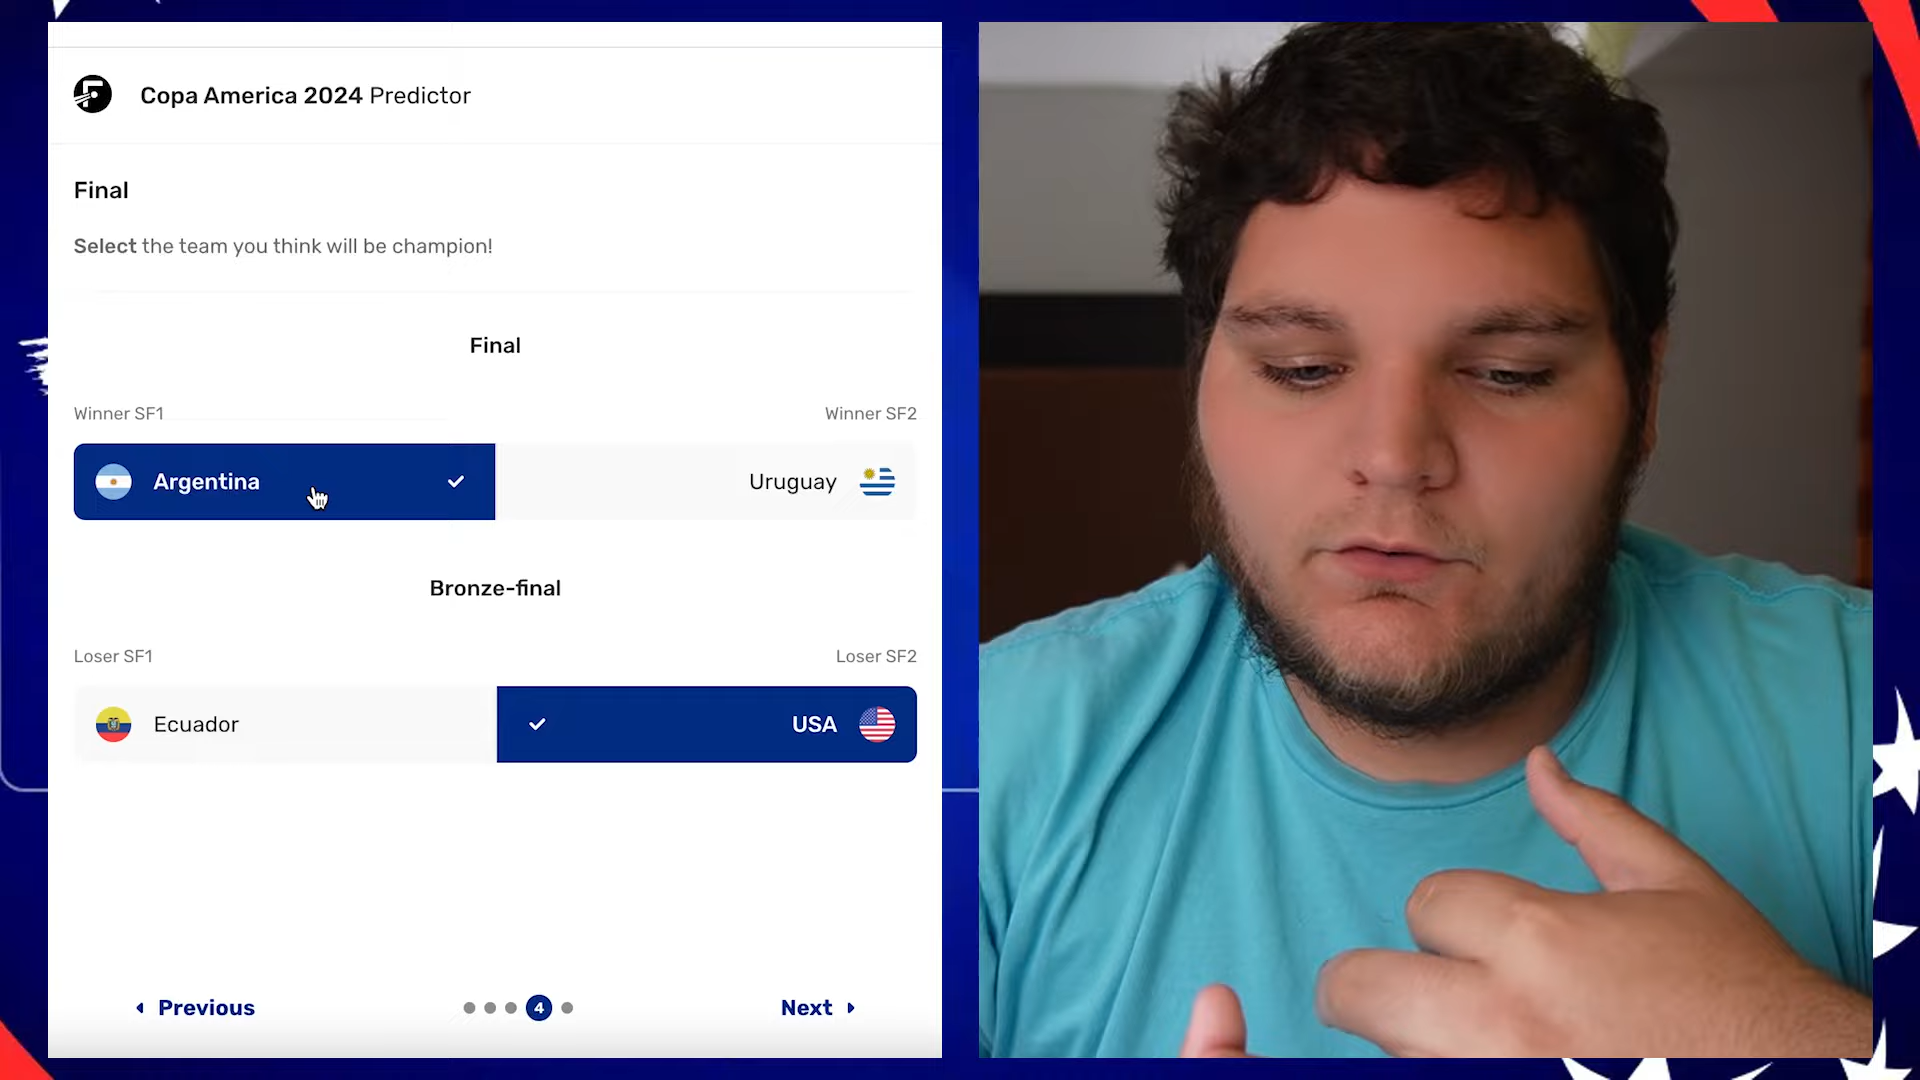 Copa America 2024 Predictor
Final
Select the team you think will be champion!
Final
Winner SF1
Winner SF2
Argentina
Uruguay
Bronze-final
Loser SF1
Loser SF2
Ecuador
USA
Previous
4
Next